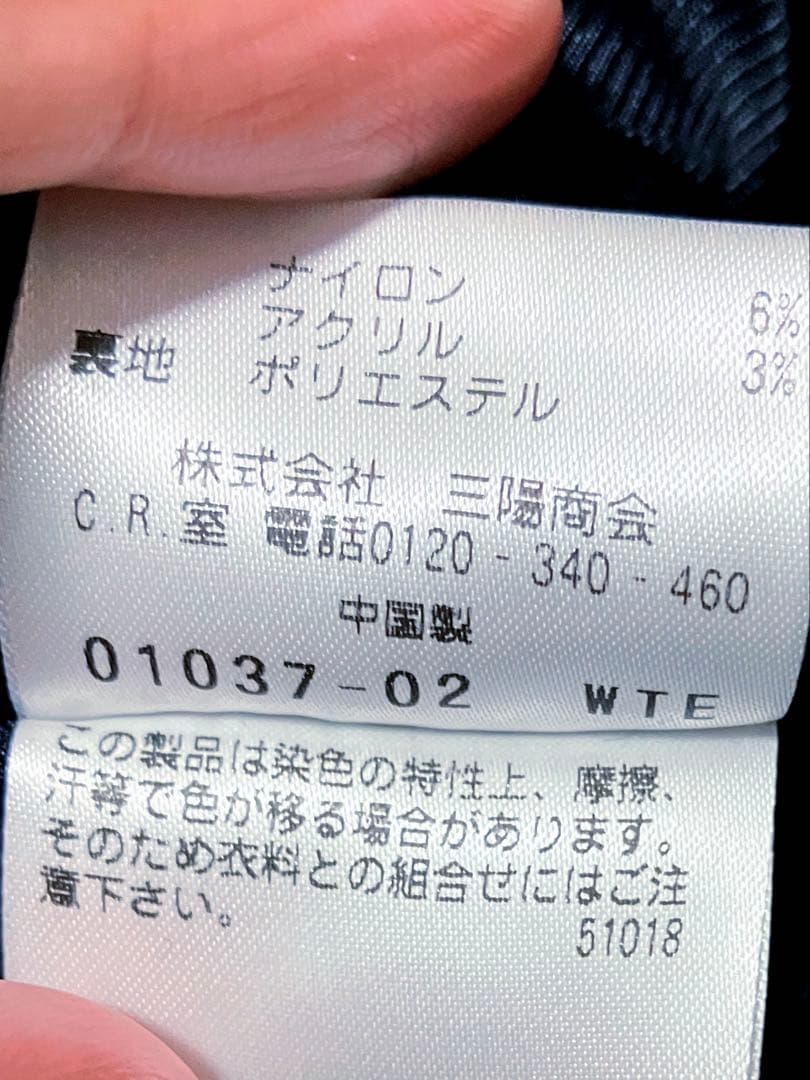 ナイロン 6%
アクリル 3%
裏地 ポリエステル
株式会社 三陽商会
C.R.室 電話0120-340-460
中国製
01037-02 WTE
この製品は染色の特性上、摩擦、
汗等で色が移る場合があります。
そのため衣料との組合せにはご注
意下さい。
51018